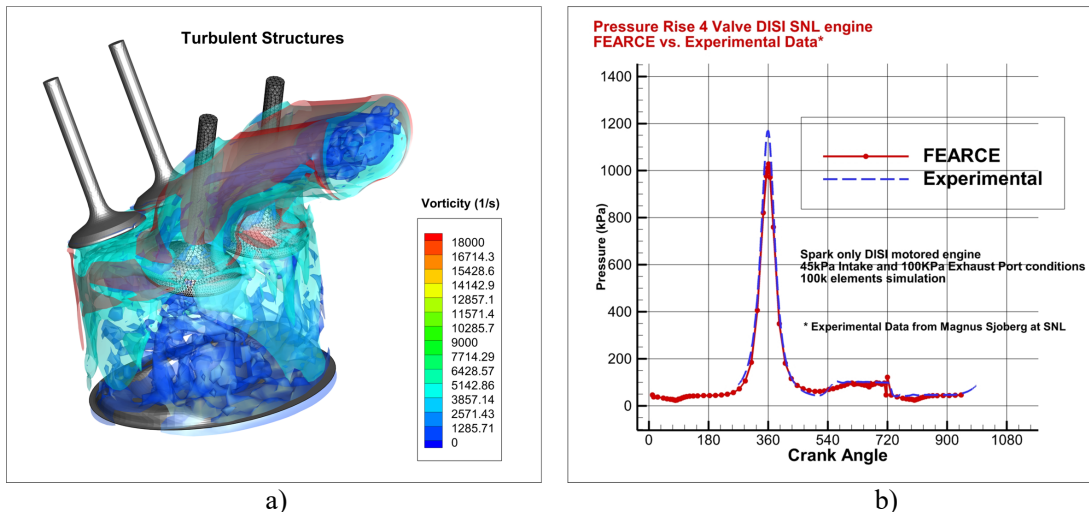 Turbulent Structures
Vorticity (1/s)
18000
16714.3
15428.6
14142.9
12857.1
11571.4
10285.7
9000
7714.29
6428.57
5142.86
3857.14
2571.43
1285.71
0
a)
Pressure Rise 4 Valve DISI SNL engine
FEARCE vs. Experimental Data*
1400
1200
1000
800
600
400
200
0
Pressure (kPa)
FEARCE
Experimental
Spark only DISI motored engine
45kPa Intake and 100KPa Exhaust Port conditions
100k elements simulation
* Experimental Data from Magnus Sjoberg at SNL
0 180 360 540 720 900 1080
Crank Angle
b)